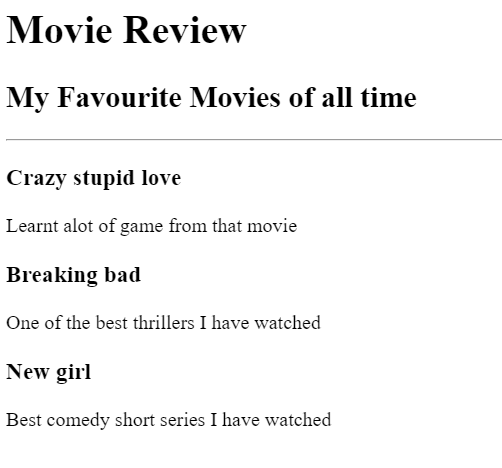 Movie Review
My Favourite Movies of all time
Crazy stupid love
Learnt alot of game from that movie
Breaking bad
One of the best thrillers I have watched
New girl
Best comedy short series I have watched